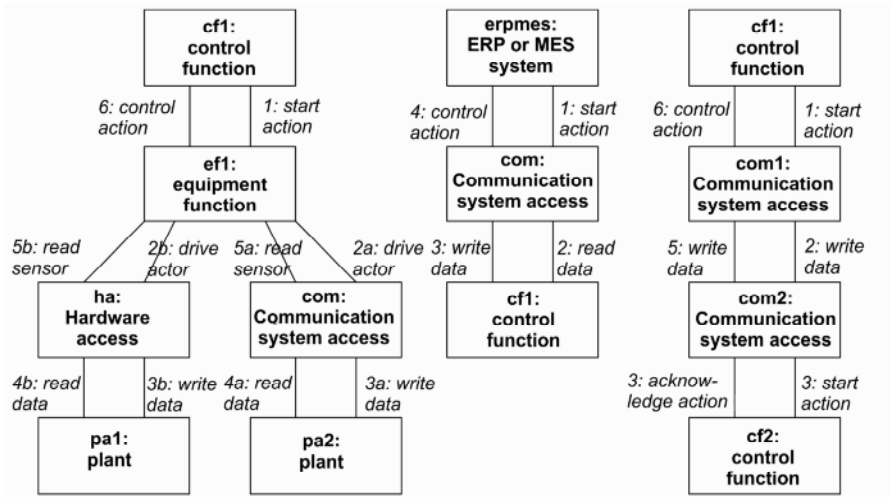 cf1:
control
function
6: control
action
1: start
action
ef1:
equipment
function
5b: read
sensor
2b: drive
actor
5a: read
sensor
2a: drive
actor
ha:
Hardware
access
com:
Communication
system access
4b: read
data
3b: write
data
4a: read
data
3a: write
data
pa1:
plant
pa2:
plant
erpmes:
ERP or MES
system
4: control
action
1: start
action
com:
Communication
system access
3: write
data
2: read
data
cf1:
control
function
cf1:
control
function
6: control
action
1: start
action
com1:
Communication
system access
5: write
data
2: write
data
com2:
Communication
system access
3: acknow-
ledge action
3: start
action
cf2:
control
function